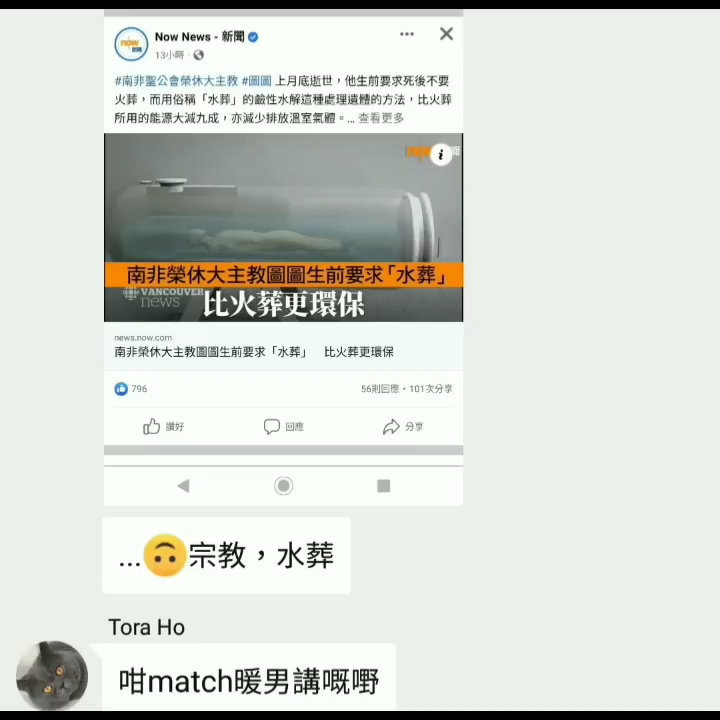 Now News - 新聞
13小時
#南非聖公會榮休大主教 #圖圖 上月底逝世，他生前要求死後不要
火葬，而用俗稱「水葬」的鹼性水解這種處理遺體的方法，比火葬
所用的能源大減九成，亦減少排放溫室氣體。... 查看更多
南非榮休大主教圖圖生前要求「水葬」
VANCOUVER
news
比火葬更環保
news.now.com
南非榮休大主教圖圖生前要求「水葬」 比火葬更環保
796
56則回應・101次分享
讚好
回應
分享
...🙃宗教，水葬
Tora Ho
咁match暖男講嘅嘢